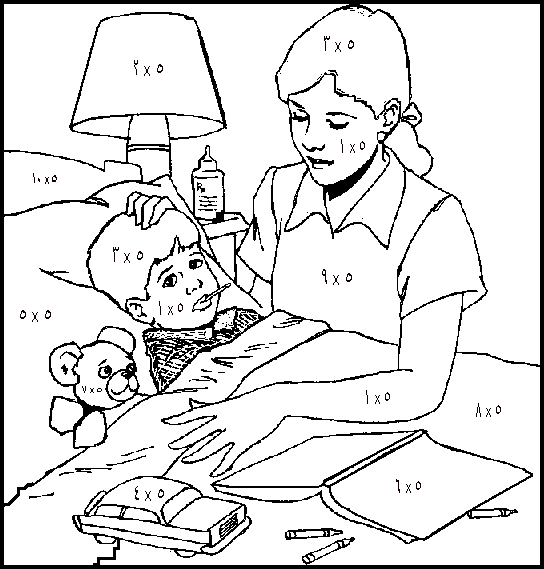 ٣ x ٥
٢ x ٥
١ x ٥
١٠ x ٥
Rx
٣ x ٥
٩ x ٥
١ x ٥
٥ x ٥
٧ x ٥
١ x ٥
٨ x ٥
٤ x ٥
٦ x ٥